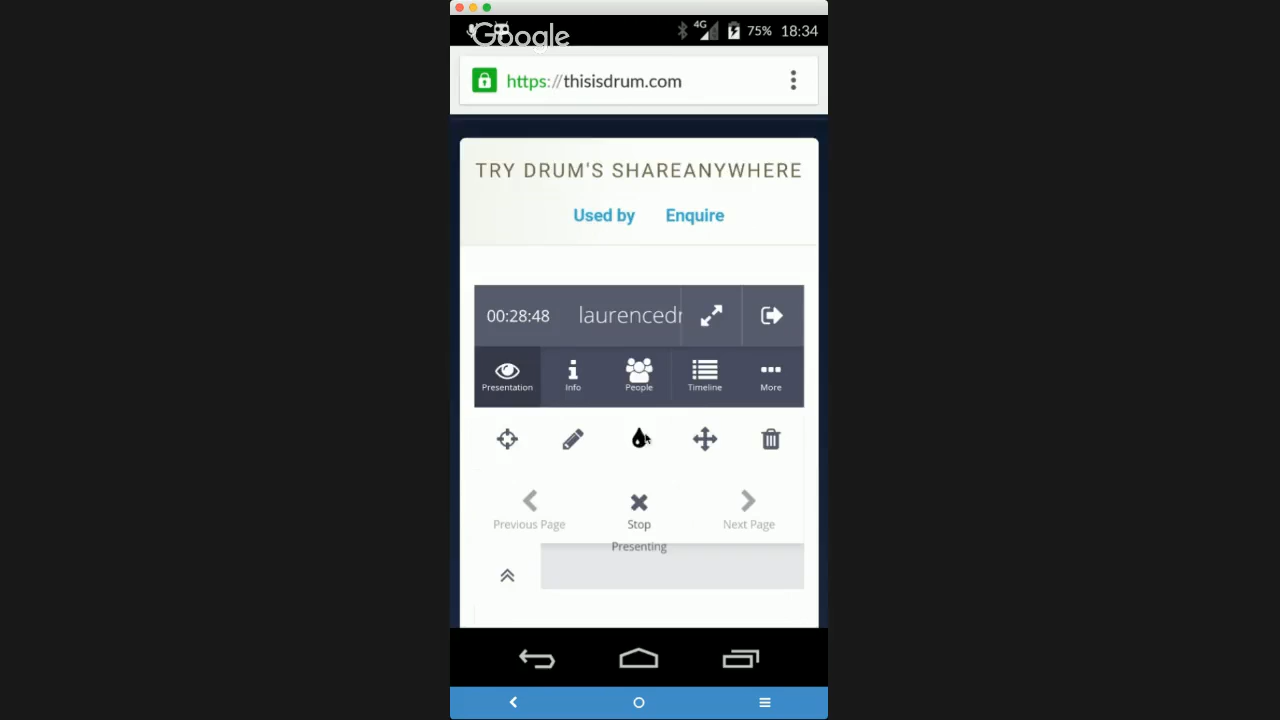 Google
4G 75% 18:34
https://thisisdrum.com
TRY DRUM'S SHAREANYWHERE
Used by Enquire
00:28:48 laurencedr
Presentation Info People Timeline More
Previous Page Stop Next Page
Presenting